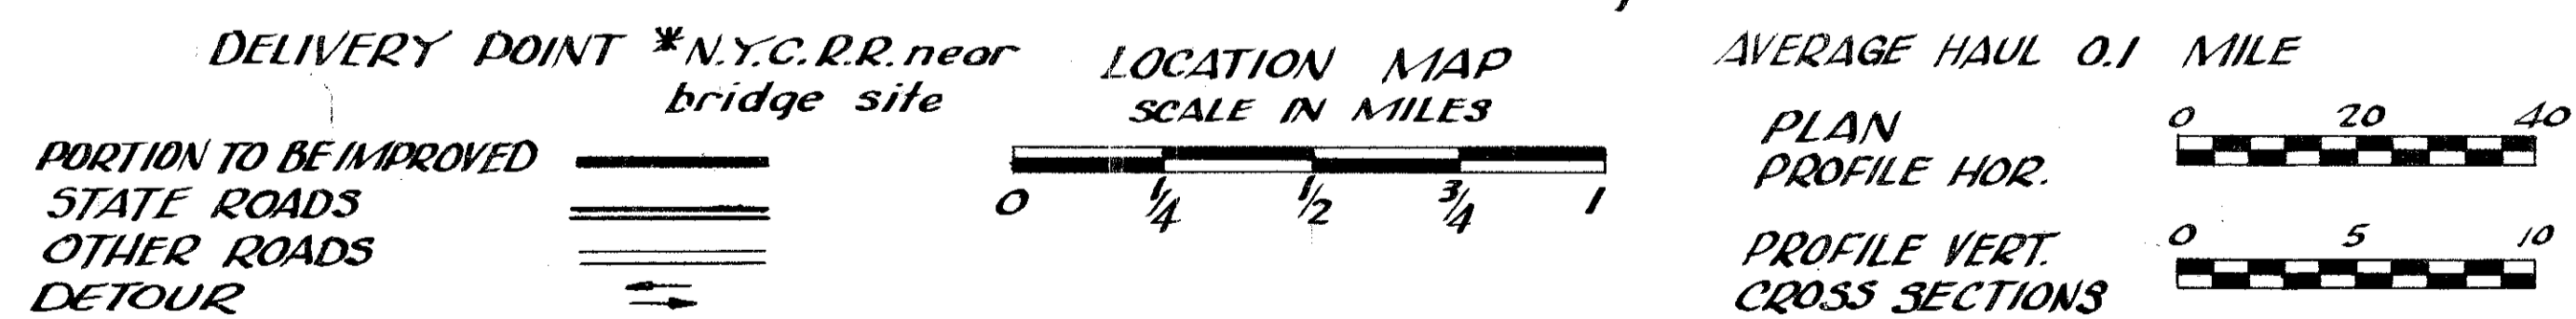 DELIVERY POINT * N.Y.C.R.R. near
bridge site
PORTION TO BE IMPROVED
STATE ROADS
OTHER ROADS
DETOUR
LOCATION MAP
SCALE IN MILES
0 1/4 1/2 3/4 1
AVERAGE HAUL 0.1 MILE
PLAN
PROFILE HOR.
0 20 40
PROFILE VERT.
CROSS SECTIONS
0 5 10